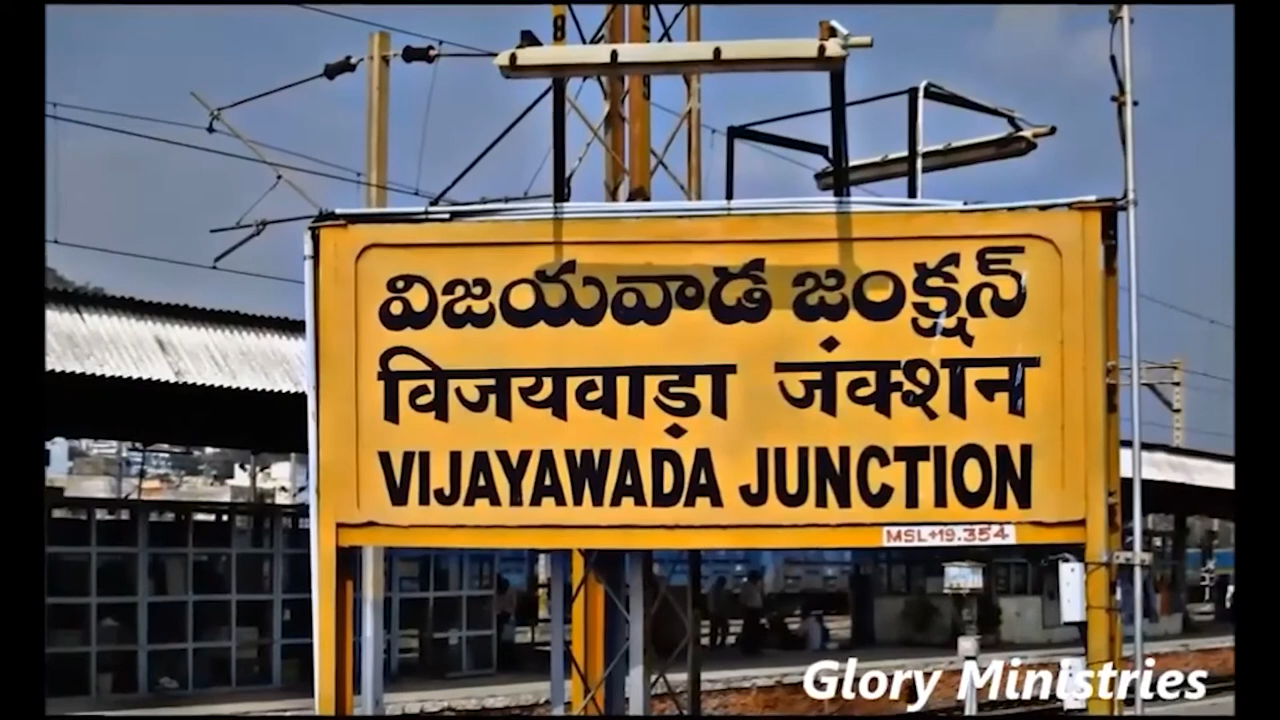 విజయవాడ జంక్షన్
विजयवाड़ा जंक्शन
VIJAYAWADA JUNCTION
MSL+19.354
Glory Ministries